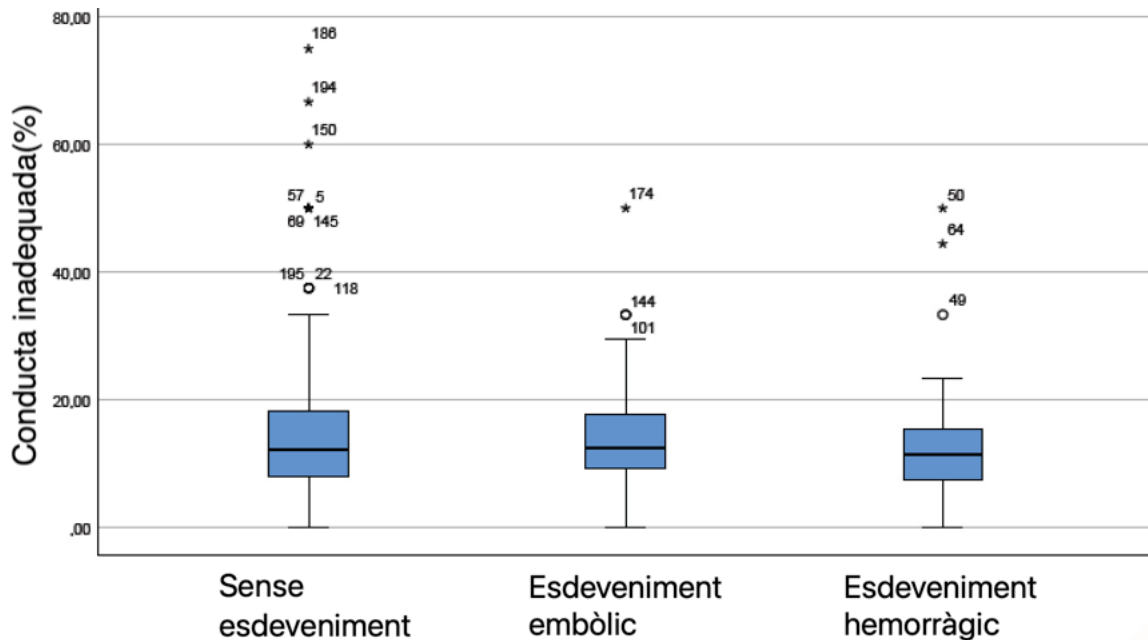 80,00
60,00
40,00
20,00
,00
Conducta inadequada(%)
186
194
150
57 5
69 145
195 22
118
174
144
101
50
64
49
Sense
esdeveniment
Esdeveniment
embòlic
Esdeveniment
hemorràgic